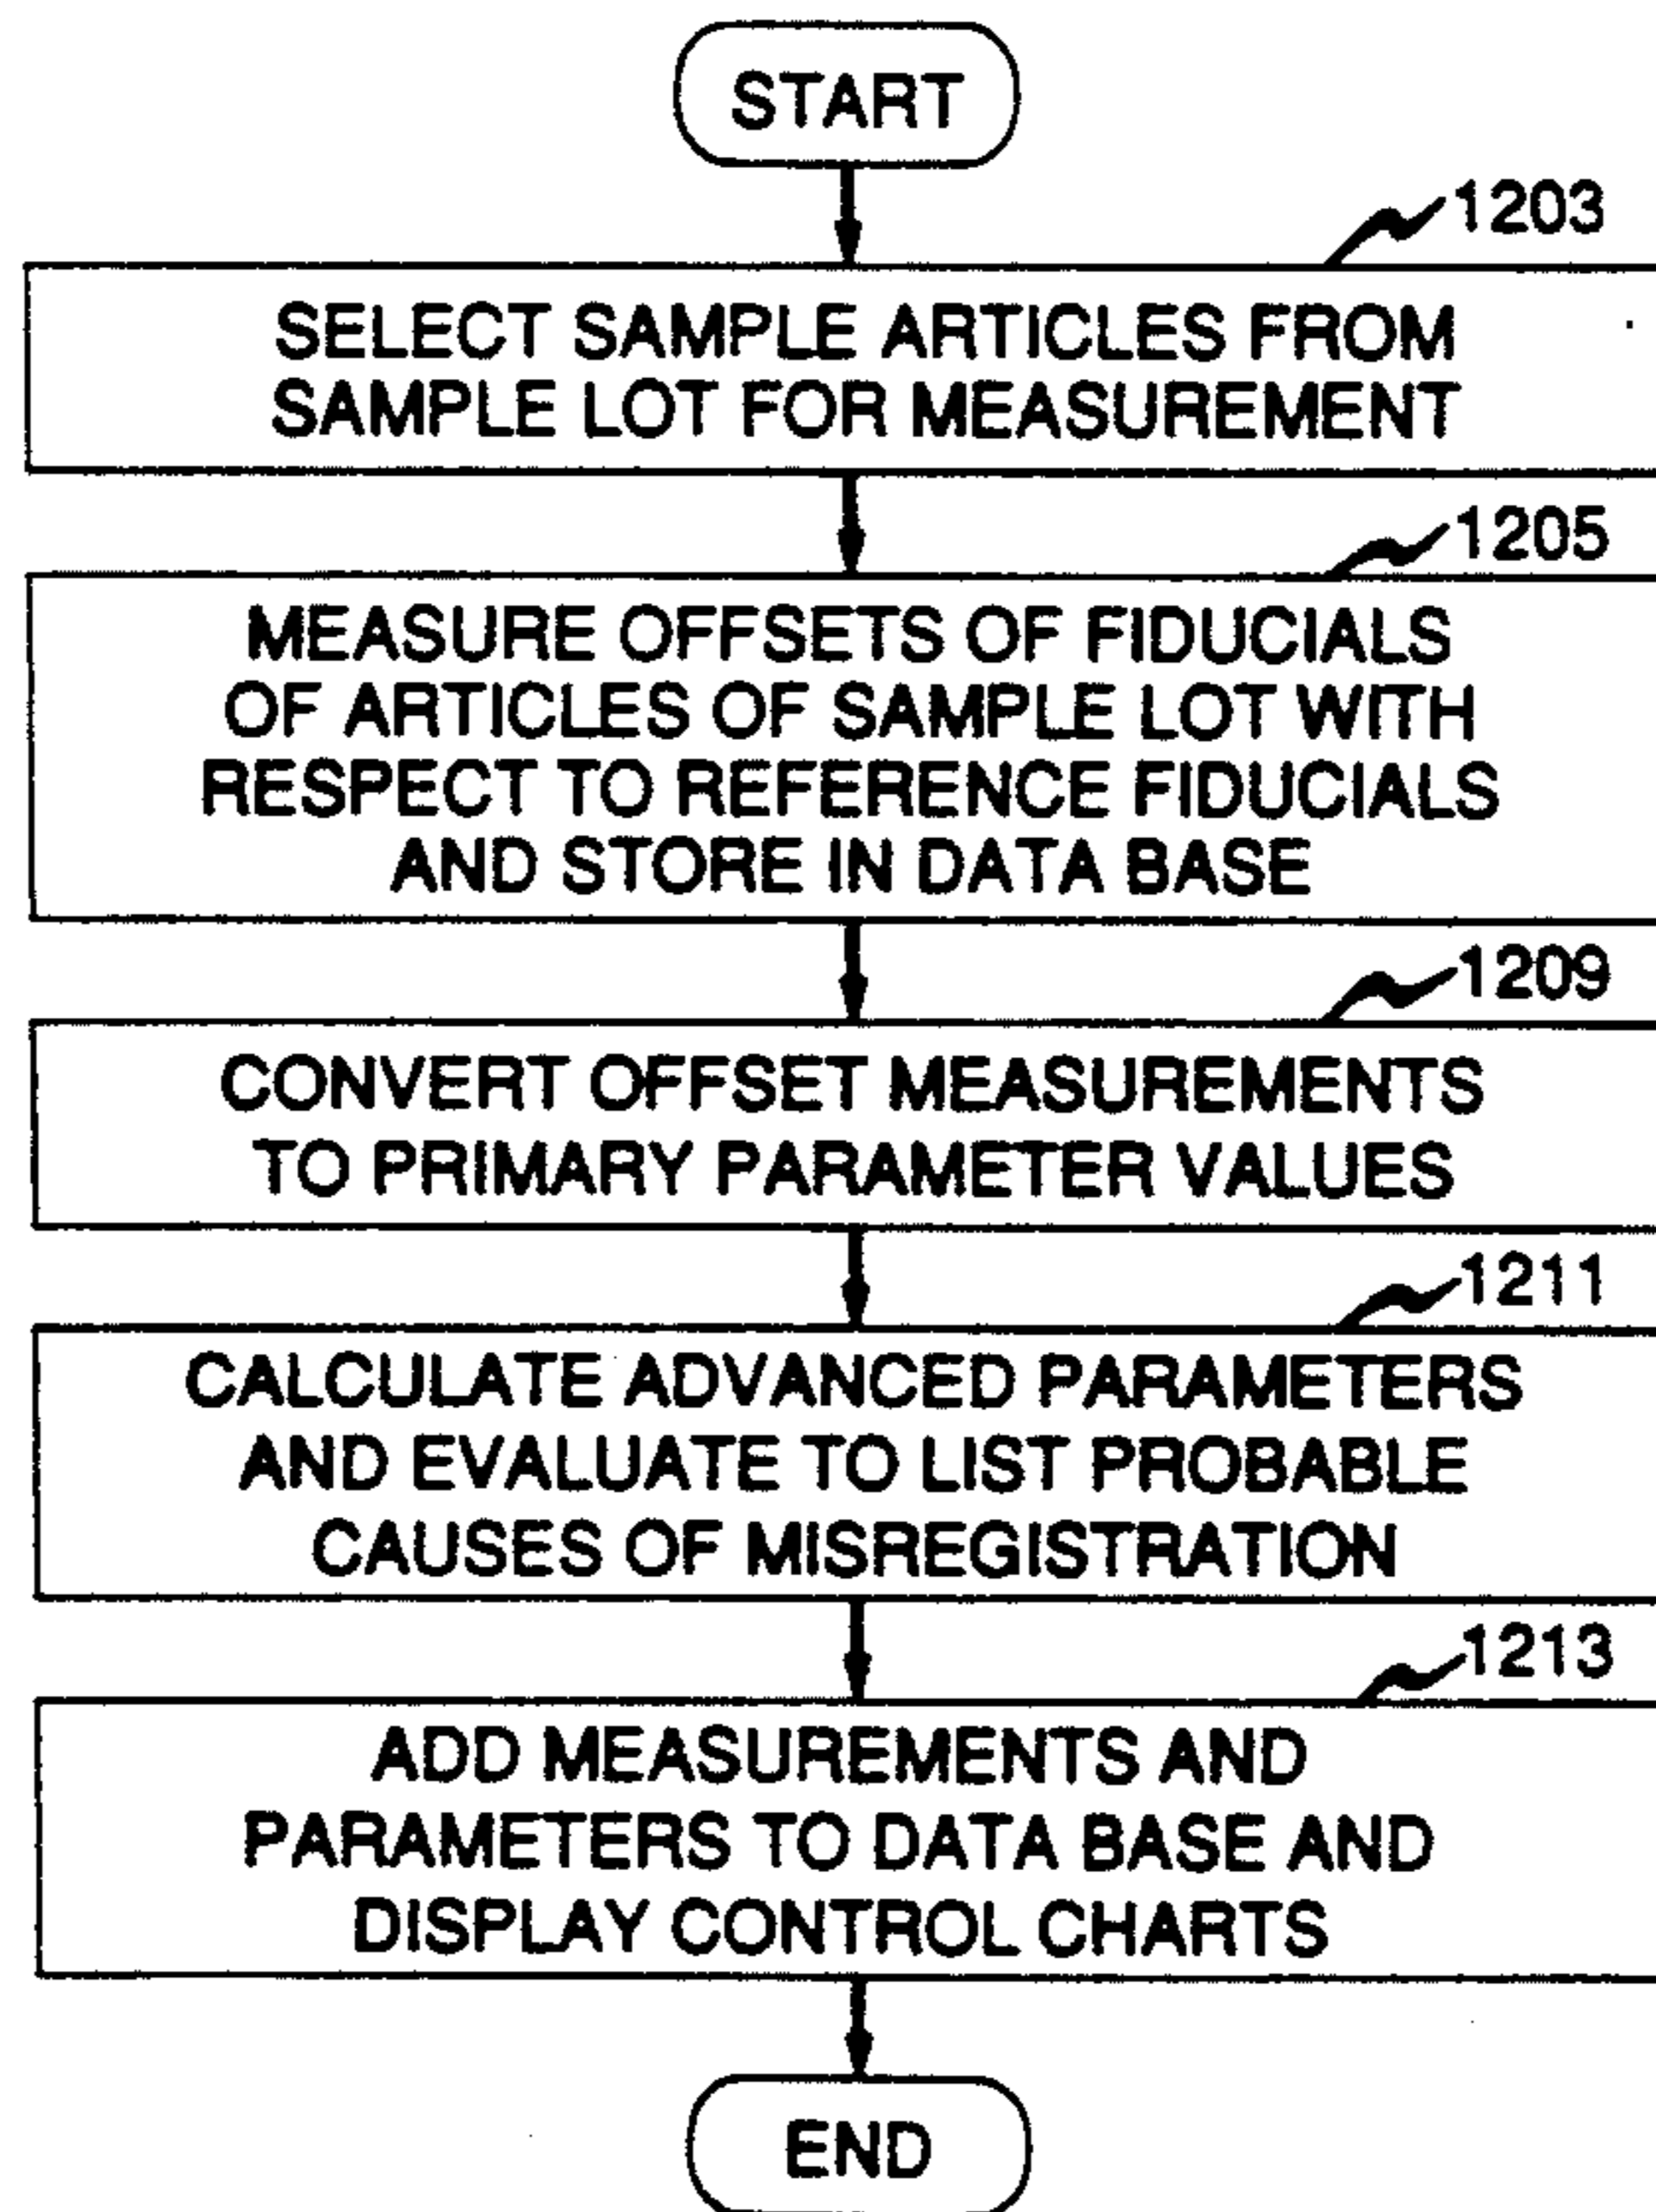 START
1203
SELECT SAMPLE ARTICLES FROM
SAMPLE LOT FOR MEASUREMENT
1205
MEASURE OFFSETS OF FIDUCIALS
OF ARTICLES OF SAMPLE LOT WITH
RESPECT TO REFERENCE FIDUCIALS
AND STORE IN DATA BASE
1209
CONVERT OFFSET MEASUREMENTS
TO PRIMARY PARAMETER VALUES
1211
CALCULATE ADVANCED PARAMETERS
AND EVALUATE TO LIST PROBABLE
CAUSES OF MISREGISTRATION
1213
ADD MEASUREMENTS AND
PARAMETERS TO DATA BASE AND
DISPLAY CONTROL CHARTS
END